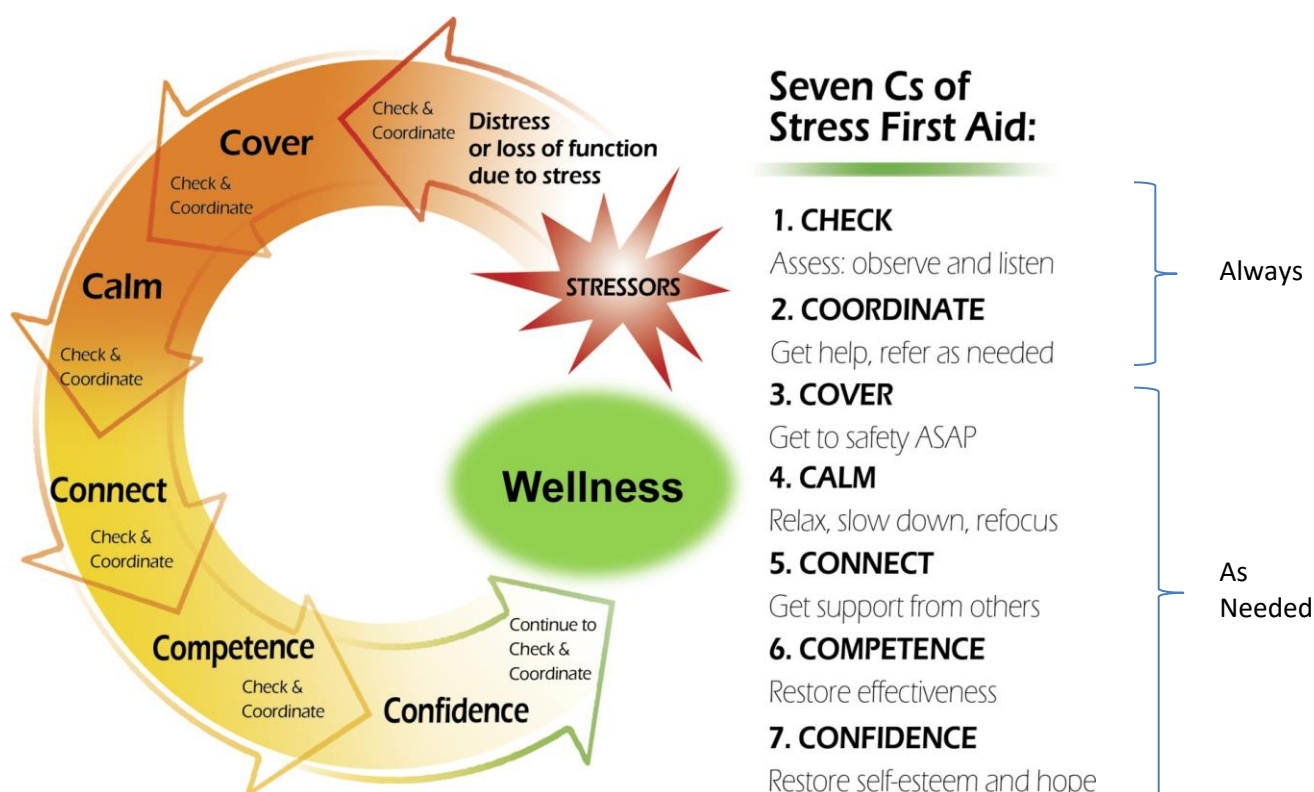 Check &
Coordinate
Distress
or loss of function
due to stress
STRESSORS
Cover
Check &
Coordinate
Calm
Check &
Coordinate
Connect
Check &
Coordinate
Competence
Check &
Coordinate
Confidence
Continue to
Check &
Coordinate
Wellness
Seven Cs of
Stress First Aid:
1. CHECK
Assess: observe and listen
2. COORDINATE
Get help, refer as needed
Always
3. COVER
Get to safety ASAP
4. CALM
Relax, slow down, refocus
5. CONNECT
Get support from others
6. COMPETENCE
Restore effectiveness
7. CONFIDENCE
Restore self-esteem and hope
As
Needed